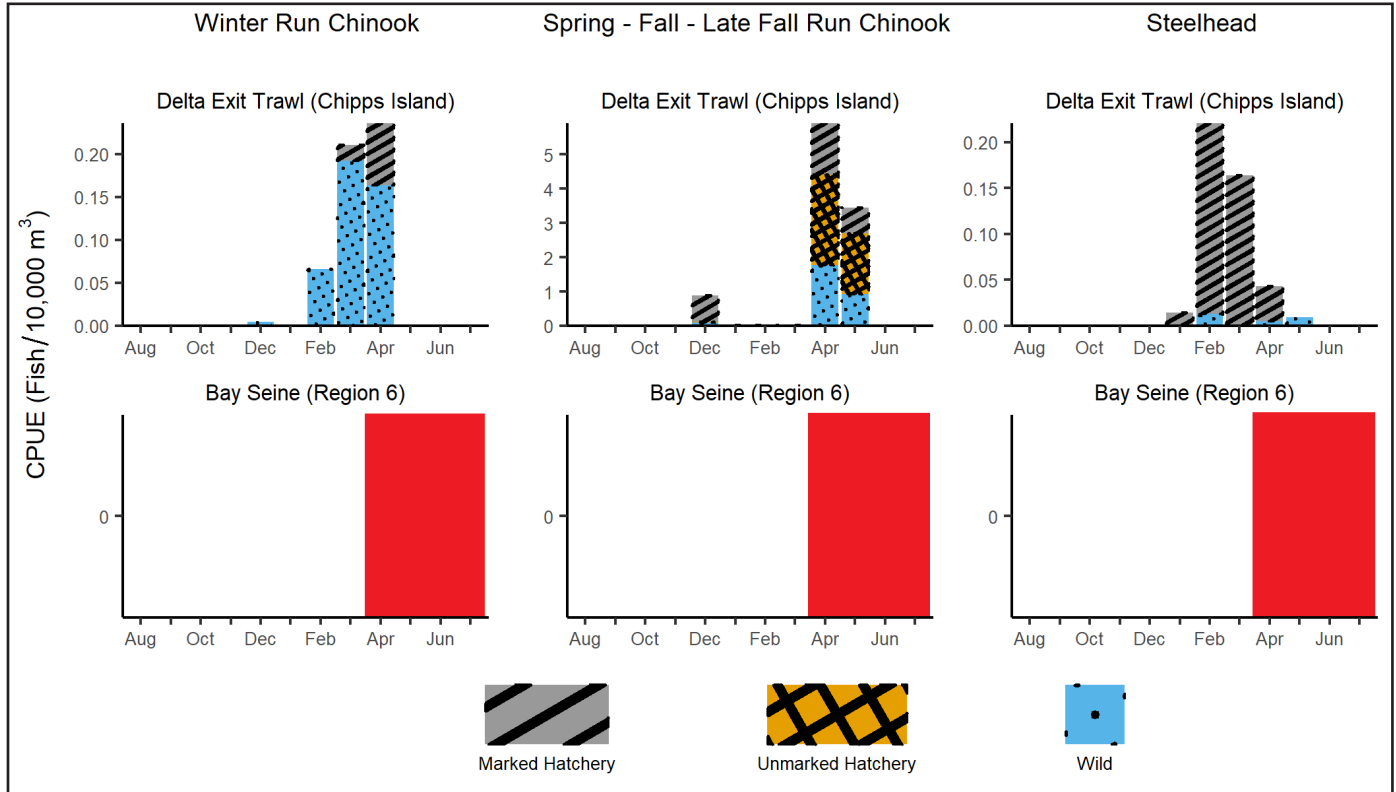 Winter Run Chinook
Spring - Fall - Late Fall Run Chinook
Steelhead
CPUE (Fish/10,000 m³)
Delta Exit Trawl (Chipps Island)
0.20
0.15
0.10
0.05
0.00
Aug Oct Dec Feb Apr Jun
Delta Exit Trawl (Chipps Island)
5
4
3
2
1
0
Aug Oct Dec Feb Apr Jun
Delta Exit Trawl (Chipps Island)
0.20
0.15
0.10
0.05
0.00
Aug Oct Dec Feb Apr Jun
Bay Seine (Region 6)
0
Aug Oct Dec Feb Apr Jun
Bay Seine (Region 6)
0
Aug Oct Dec Feb Apr Jun
Bay Seine (Region 6)
0
Aug Oct Dec Feb Apr Jun
Marked Hatchery
Unmarked Hatchery
Wild